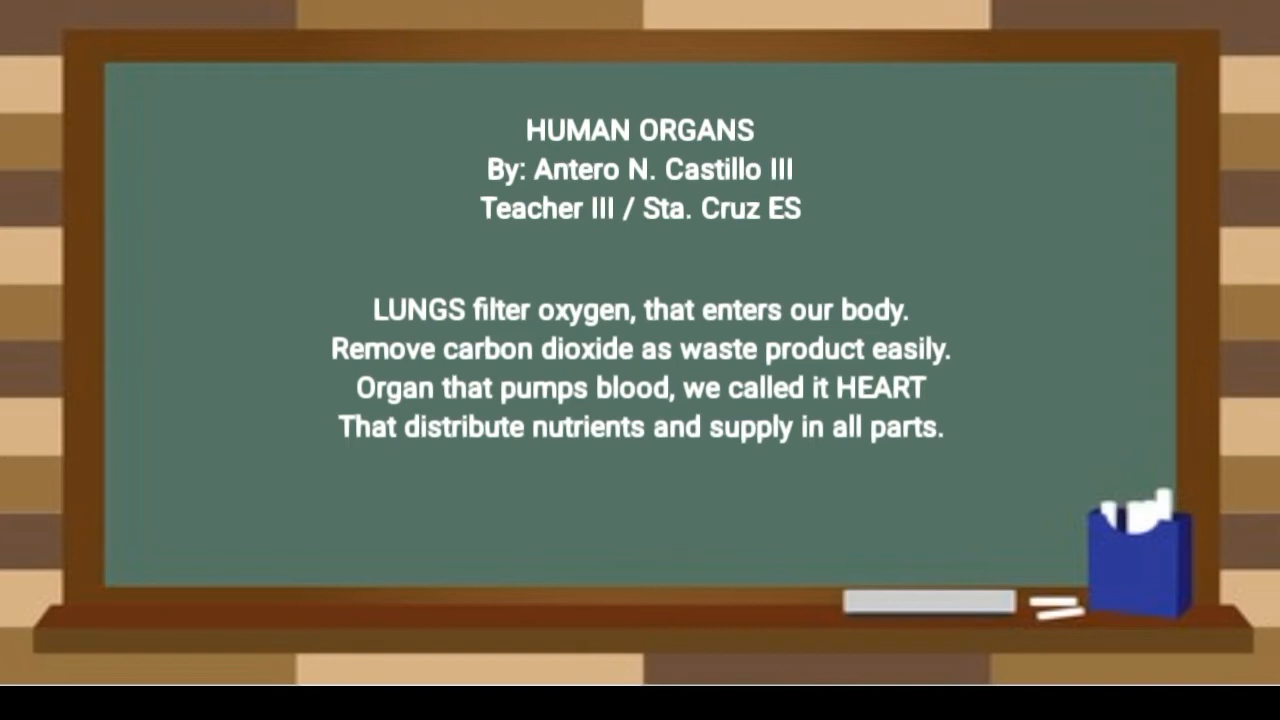 HUMAN ORGANS
By: Antero N. Castillo III
Teacher III / Sta. Cruz ES
LUNGS filter oxygen, that enters our body.
Remove carbon dioxide as waste product easily.
Organ that pumps blood, we called it HEART
That distribute nutrients and supply in all parts.